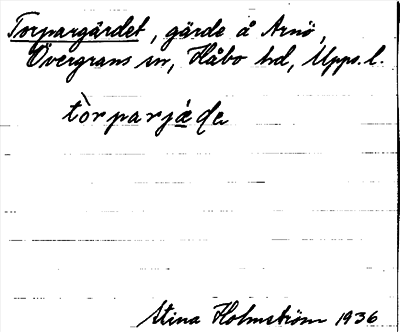 Torpargärdet, gärde å Arnö,
Övergrans sn, Håbo hd, Upps. l.
tòrparjä̀de
Stina Holmström 1936